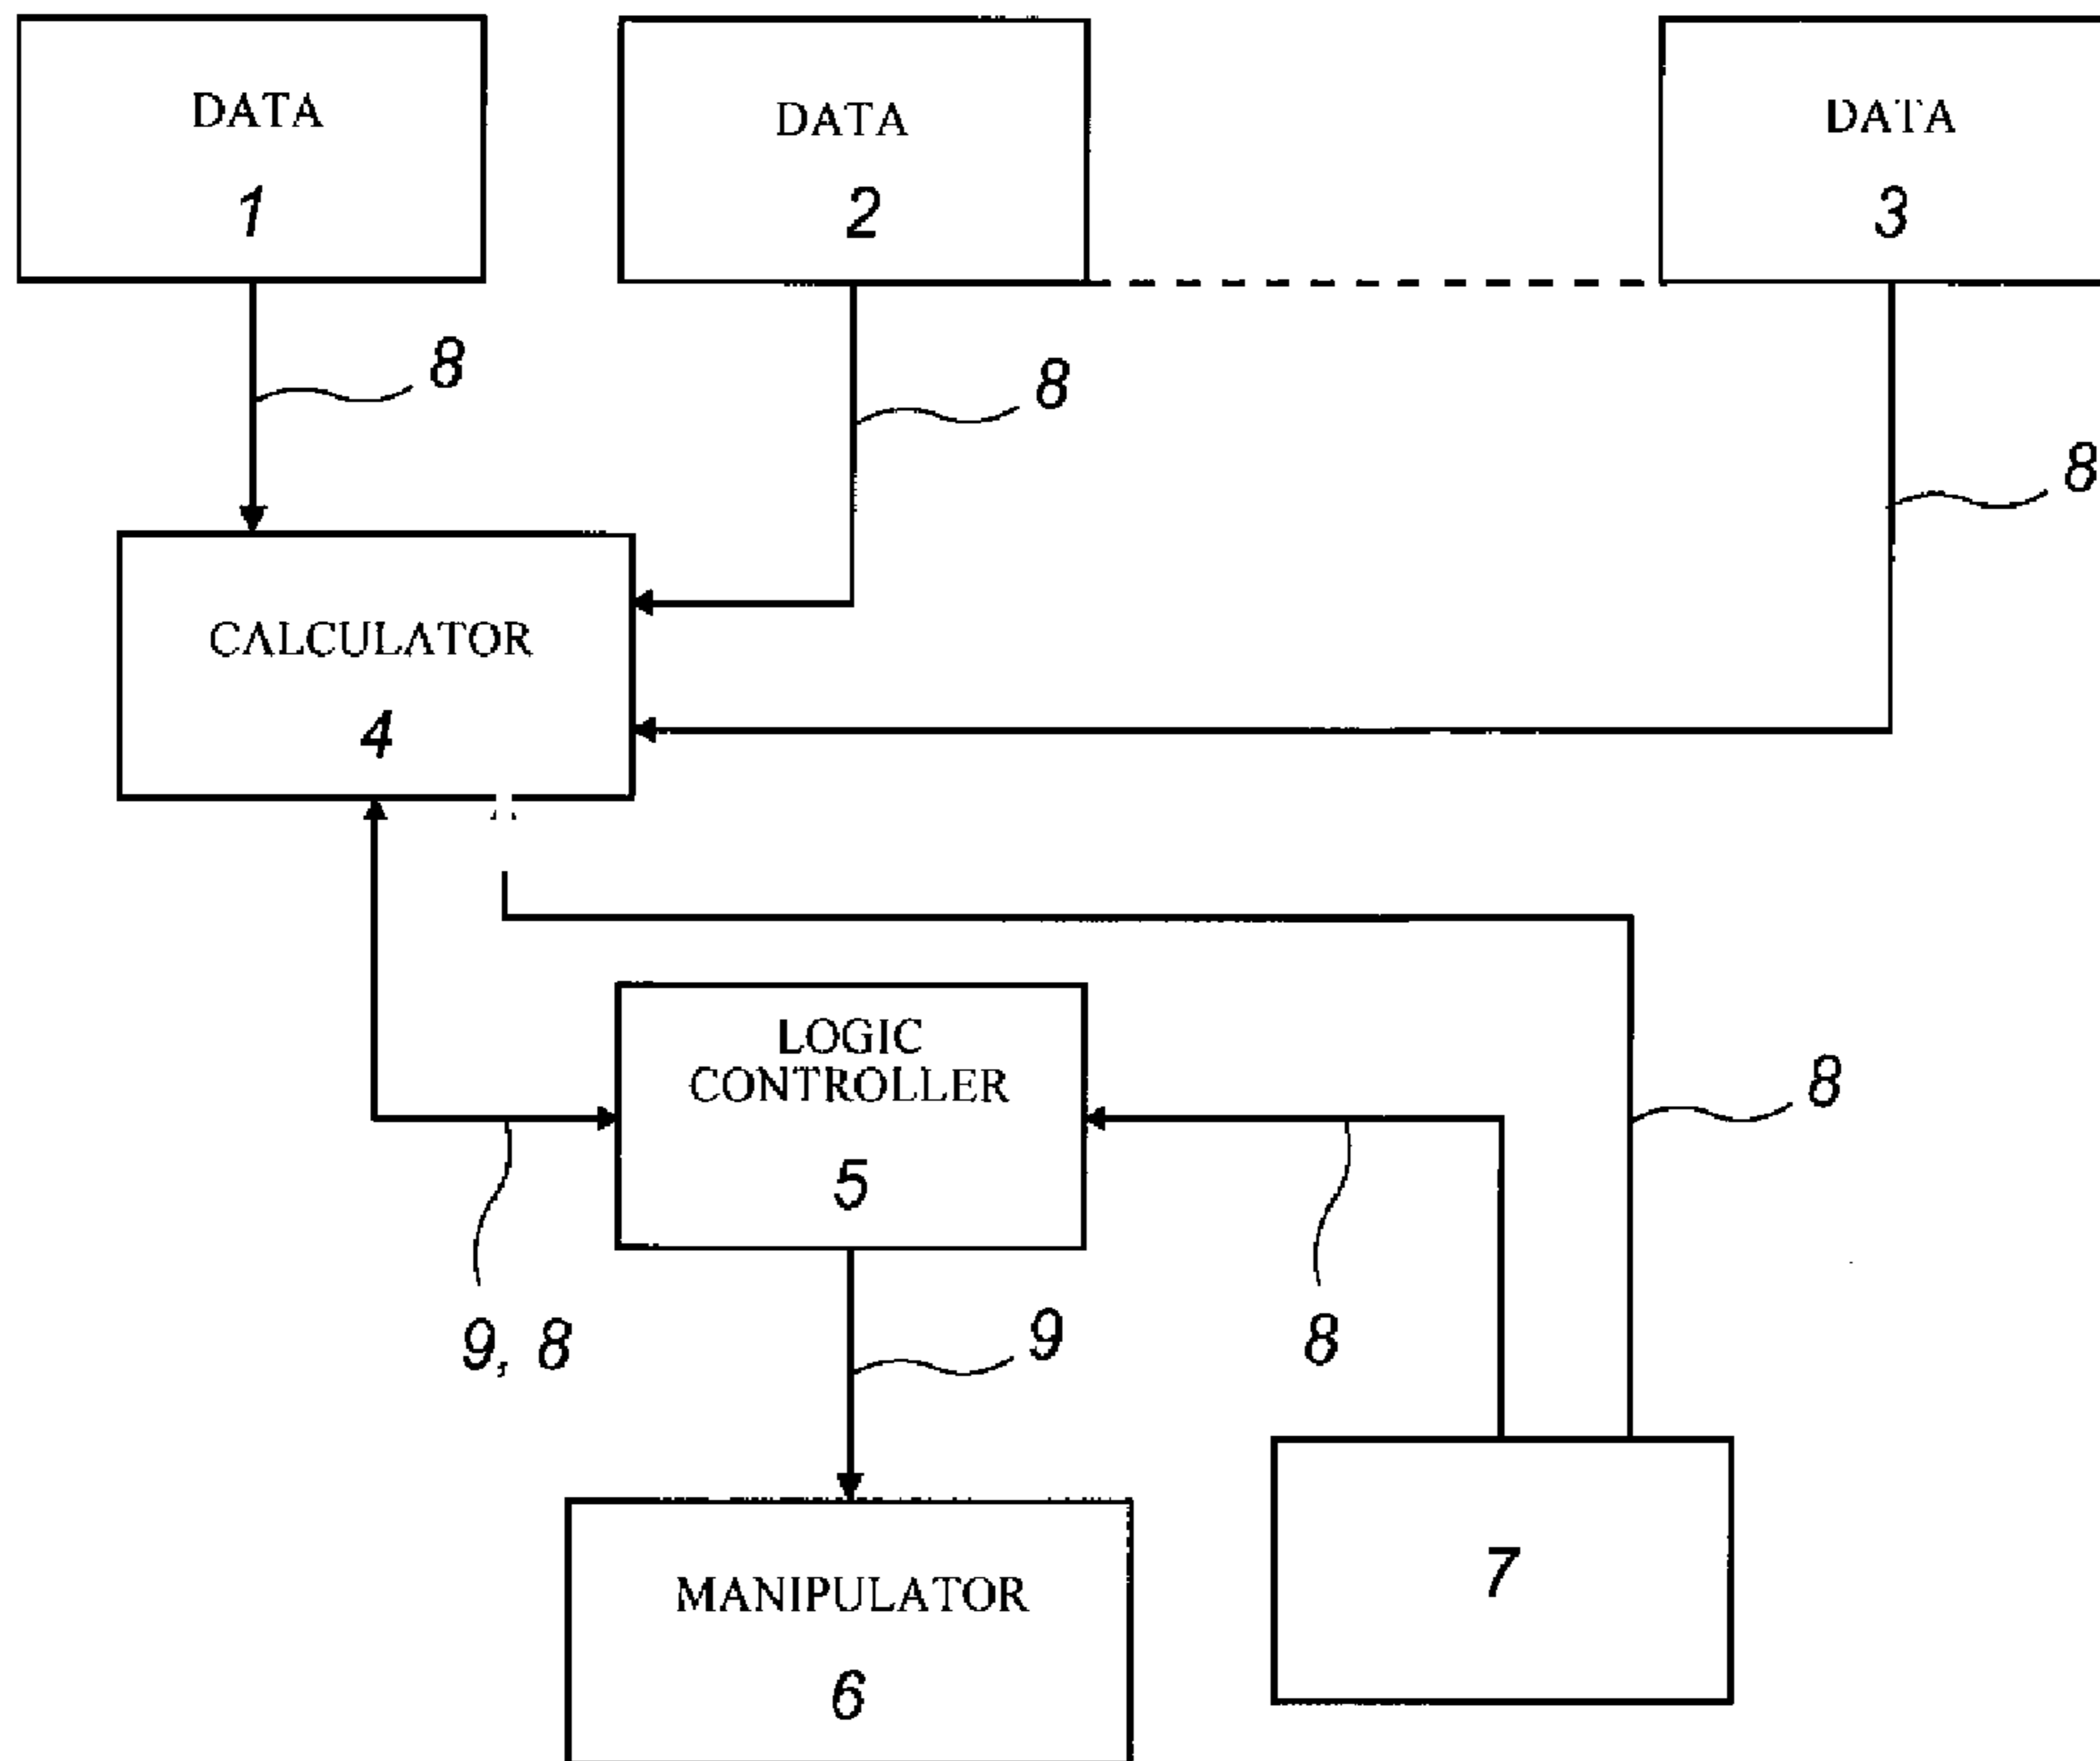 DATA
1
DATA
2
DATA
3
8
8
8
CALCULATOR
4
LOGIC
CONTROLLER
5
8
9, 8
9
8
MANIPULATOR
6
7